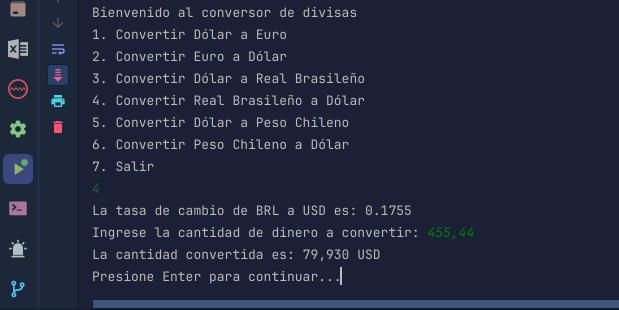 Bienvenido al conversor de divisas
1. Convertir Dólar a Euro
2. Convertir Euro a Dólar
3. Convertir Dólar a Real Brasileño
4. Convertir Real Brasileño a Dólar
5. Convertir Dólar a Peso Chileno
6. Convertir Peso Chileno a Dólar
7. Salir
4
La tasa de cambio de BRL a USD es: 0.1755
Ingrese la cantidad de dinero a convertir: 455,44
La cantidad convertida es: 79,930 USD
Presione Enter para continuar...